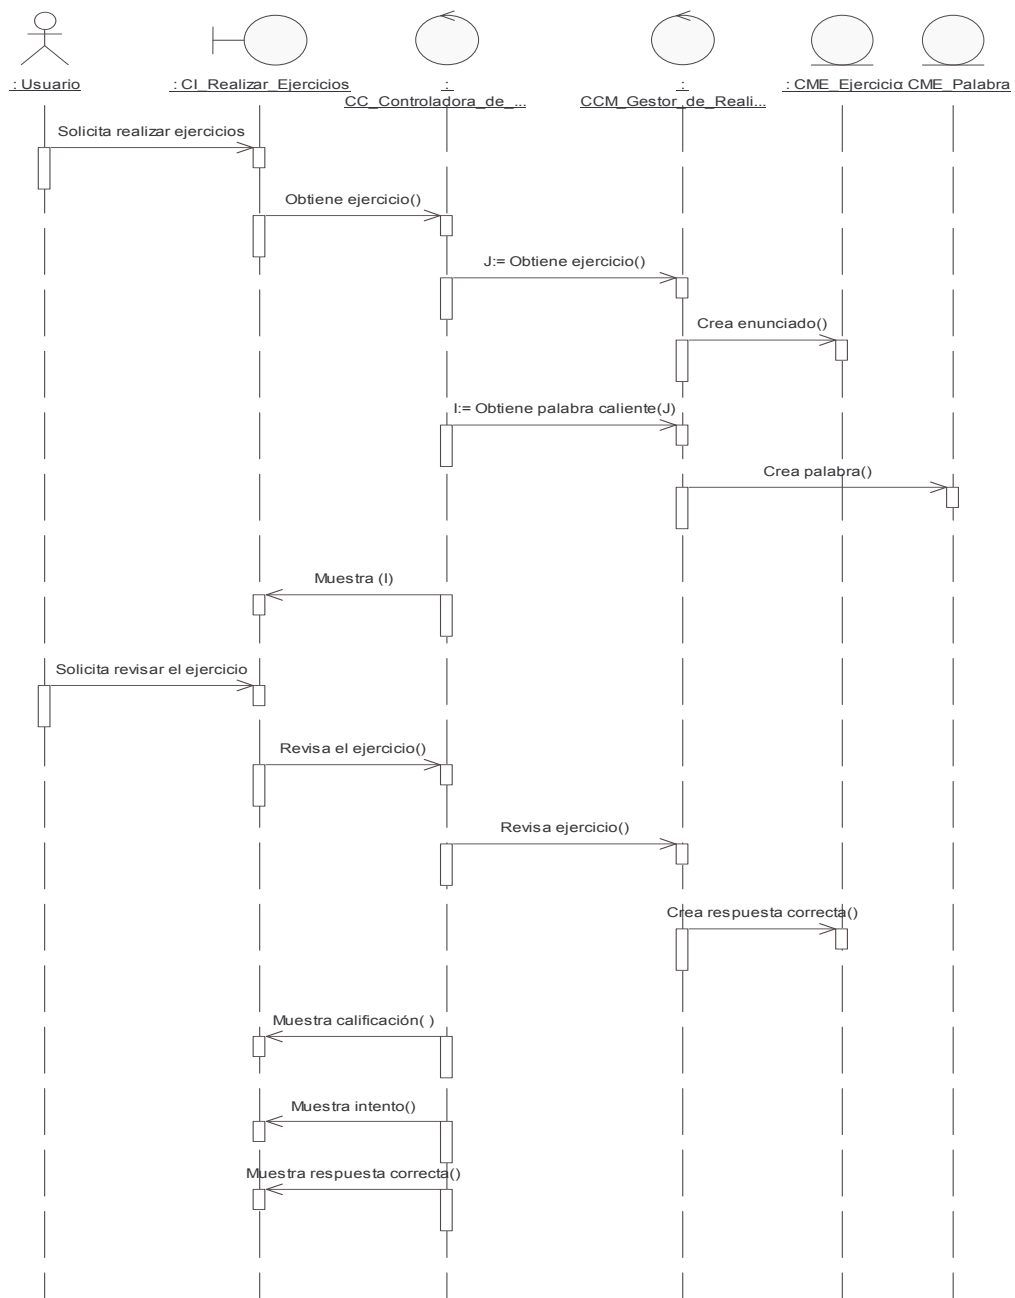 : Usuario
: CI_Realizar_Ejercicios
:
CC_Controladora_de_...
:
CCM_Gestor_de_Reali...
: CME_Ejercicio
: CME_Palabra
Solicita realizar ejercicios
Obtiene ejercicio()
J:= Obtiene ejercicio()
Crea enunciado()
I:= Obtiene palabra caliente(J)
Crea palabra()
Muestra (I)
Solicita revisar el ejercicio
Revisa el ejercicio()
Revisa ejercicio()
Crea respuesta correcta()
Muestra calificación( )
Muestra intento()
Muestra respuesta correcta()